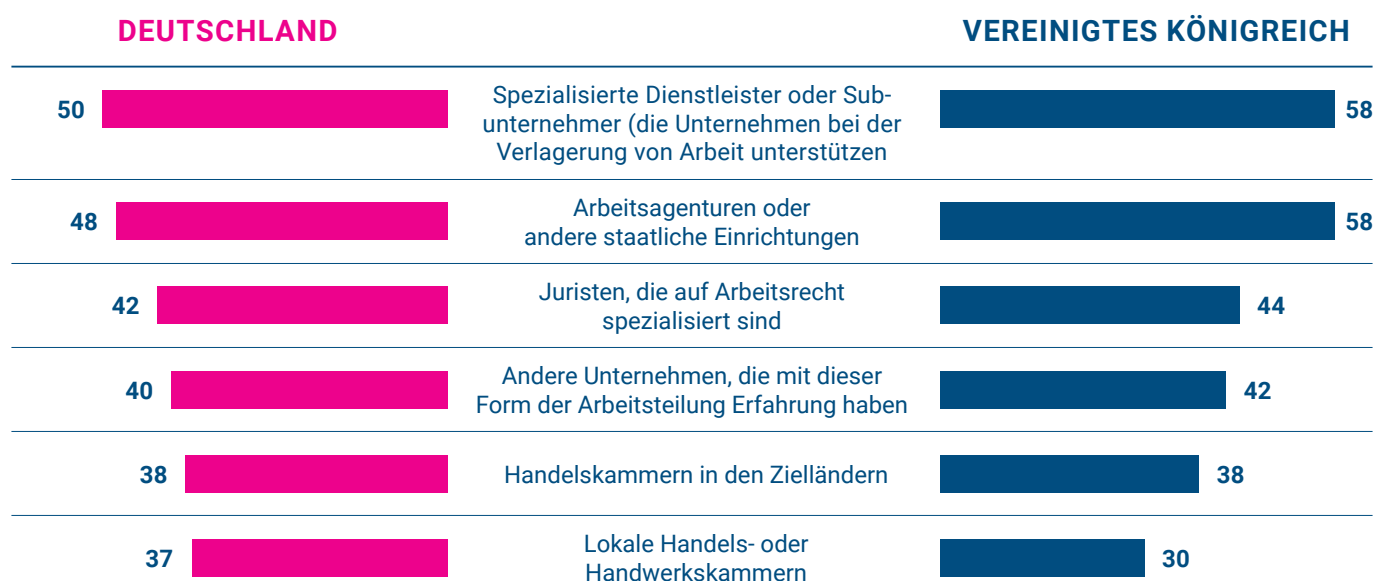 DEUTSCHLAND VEREINIGTES KÖNIGREICH
50 Spezialisierte Dienstleister oder Sub- 58
unternehmer (die Unternehmen bei der
Verlagerung von Arbeit unterstützen
48 Arbeitsagenturen oder 58
andere staatliche Einrichtungen
42 Juristen, die auf Arbeitsrecht 44
spezialisiert sind
40 Andere Unternehmen, die mit dieser 42
Form der Arbeitsteilung Erfahrung haben
38 Handelskammern in den Zielländern 38
37 Lokale Handels- oder 30
Handwerkskammern